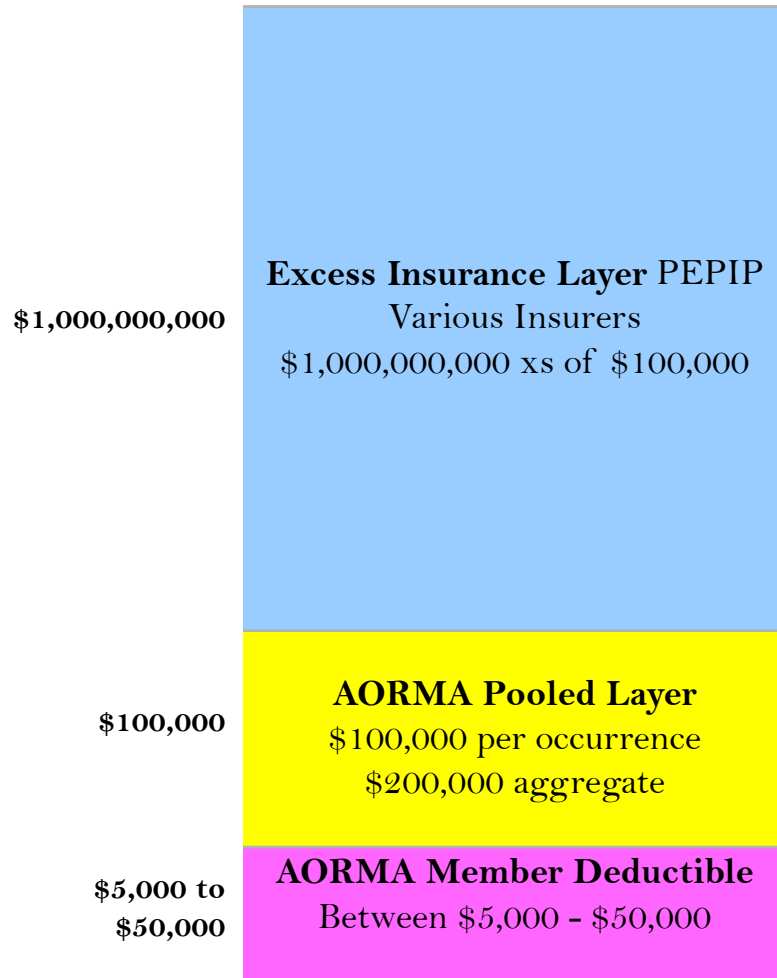 Excess Insurance Layer PEPIP
$1,000,000,000
Various Insurers
$1,000,000,000 xs of $100,000
AORMA Pooled Layer
$100,000
$100,000 per occurrence
$200,000 aggregate
AORMA Member Deductible
$5,000 to
$50,000
Between $5,000 - $50,000